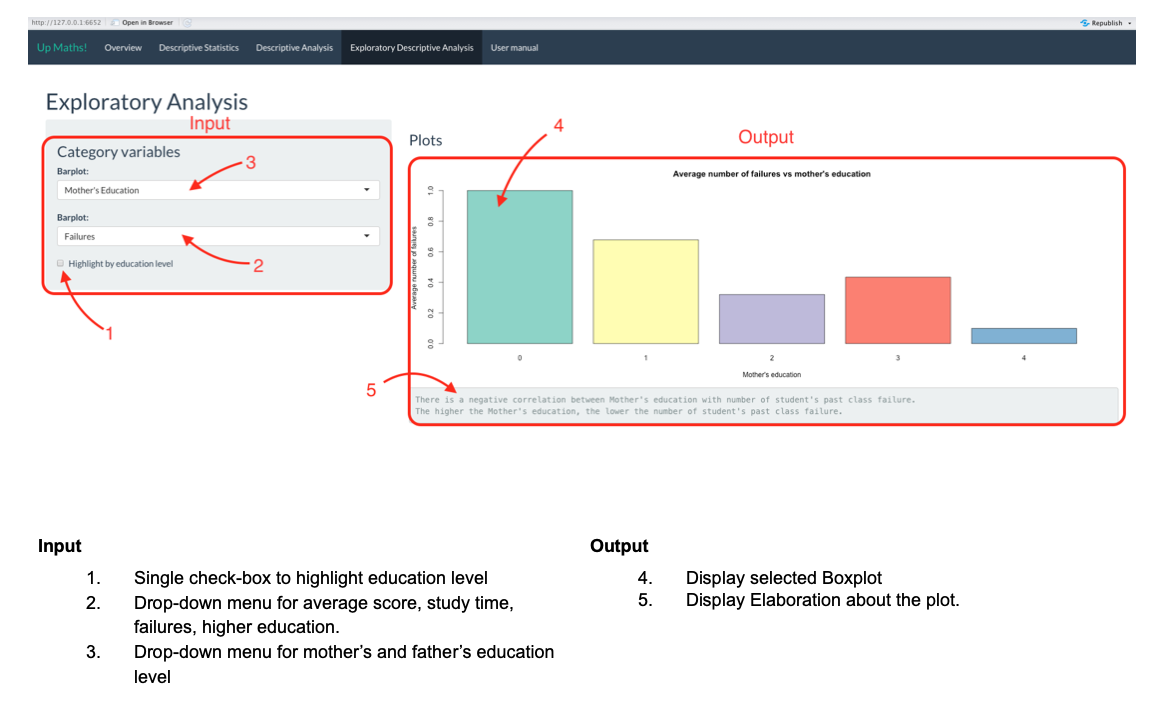 http://127.0.0.1:6652 Open in Browser Republish
Up Maths! Overview Descriptive Statistics Descriptive Analysis Exploratory Descriptive Analysis User manual
Exploratory Analysis
Input
Category variables
3
Barplot:
Mother's Education
Barplot:
Failures
2
Highlight by education level
1
Plots
4
Output
Average number of failures vs mother's education
Average number of failures
1.0
0.8
0.6
0.4
0.2
0.0
0 1 2 3 4
Mother's education
5
There is a negative correlation between Mother's education with number of student's past class failure.
The higher the Mother's education, the lower the number of student's past class failure.
Input
1. Single check-box to highlight education level
2. Drop-down menu for average score, study time,
failures, higher education.
3. Drop-down menu for mother’s and father’s education
level
Output
4. Display selected Boxplot
5. Display Elaboration about the plot.